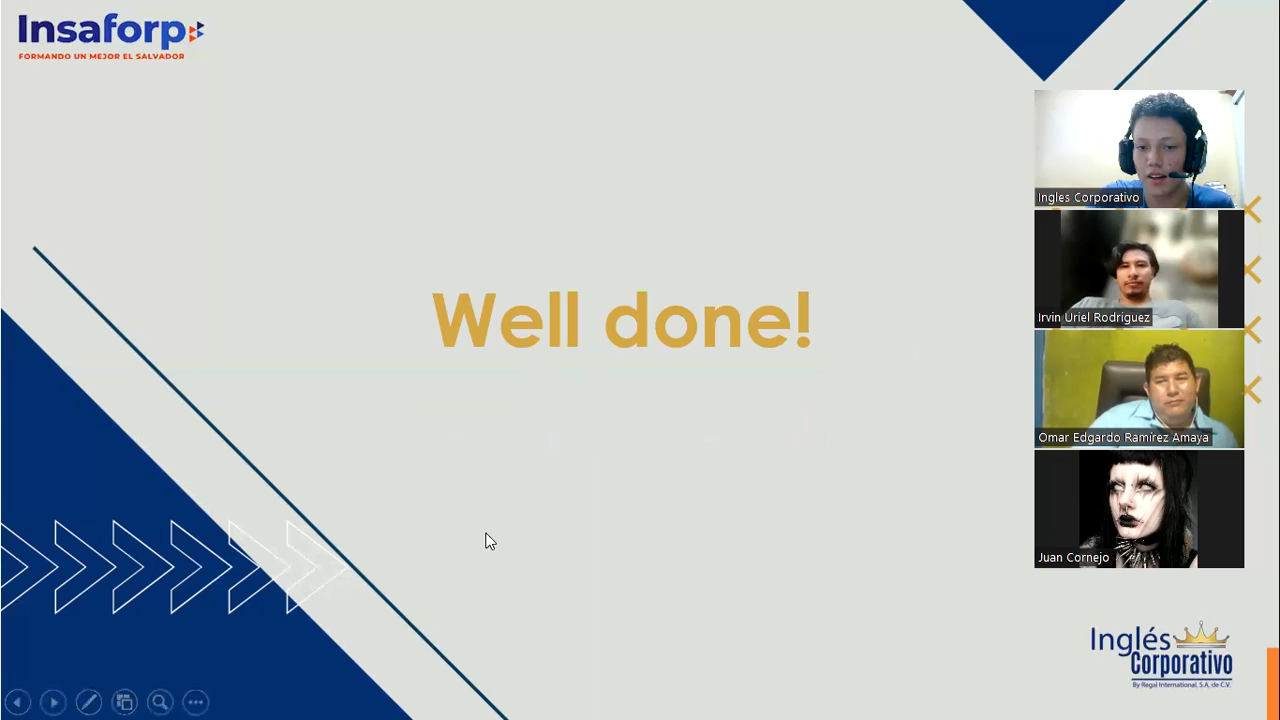 Insaforp
FORMANDO UN MEJOR EL SALVADOR
Well done!
Ingles Corporativo
Irvin Uriel Rodriguez
Omar Edgardo Ramírez Amaya
Juan Cornejo
Inglés
Corporativo
By Regal International, S.A. de C.V.